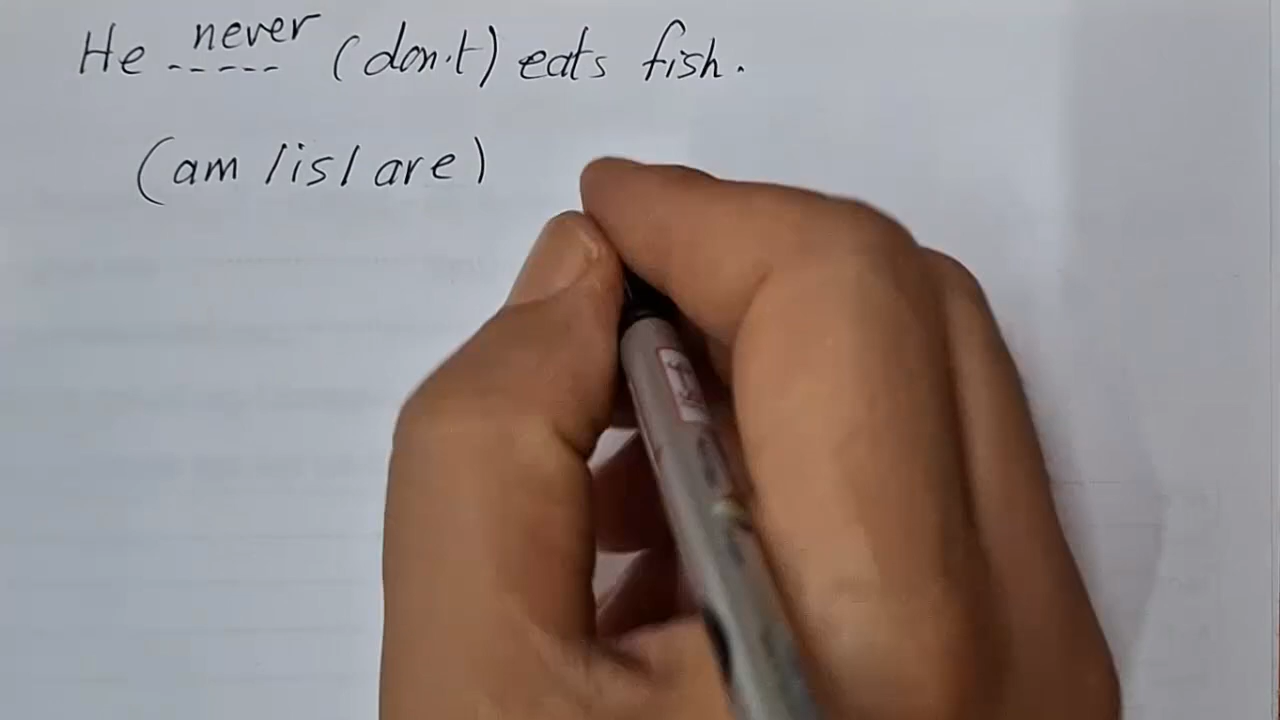 He never (don't) eats fish.
(am / is / are)